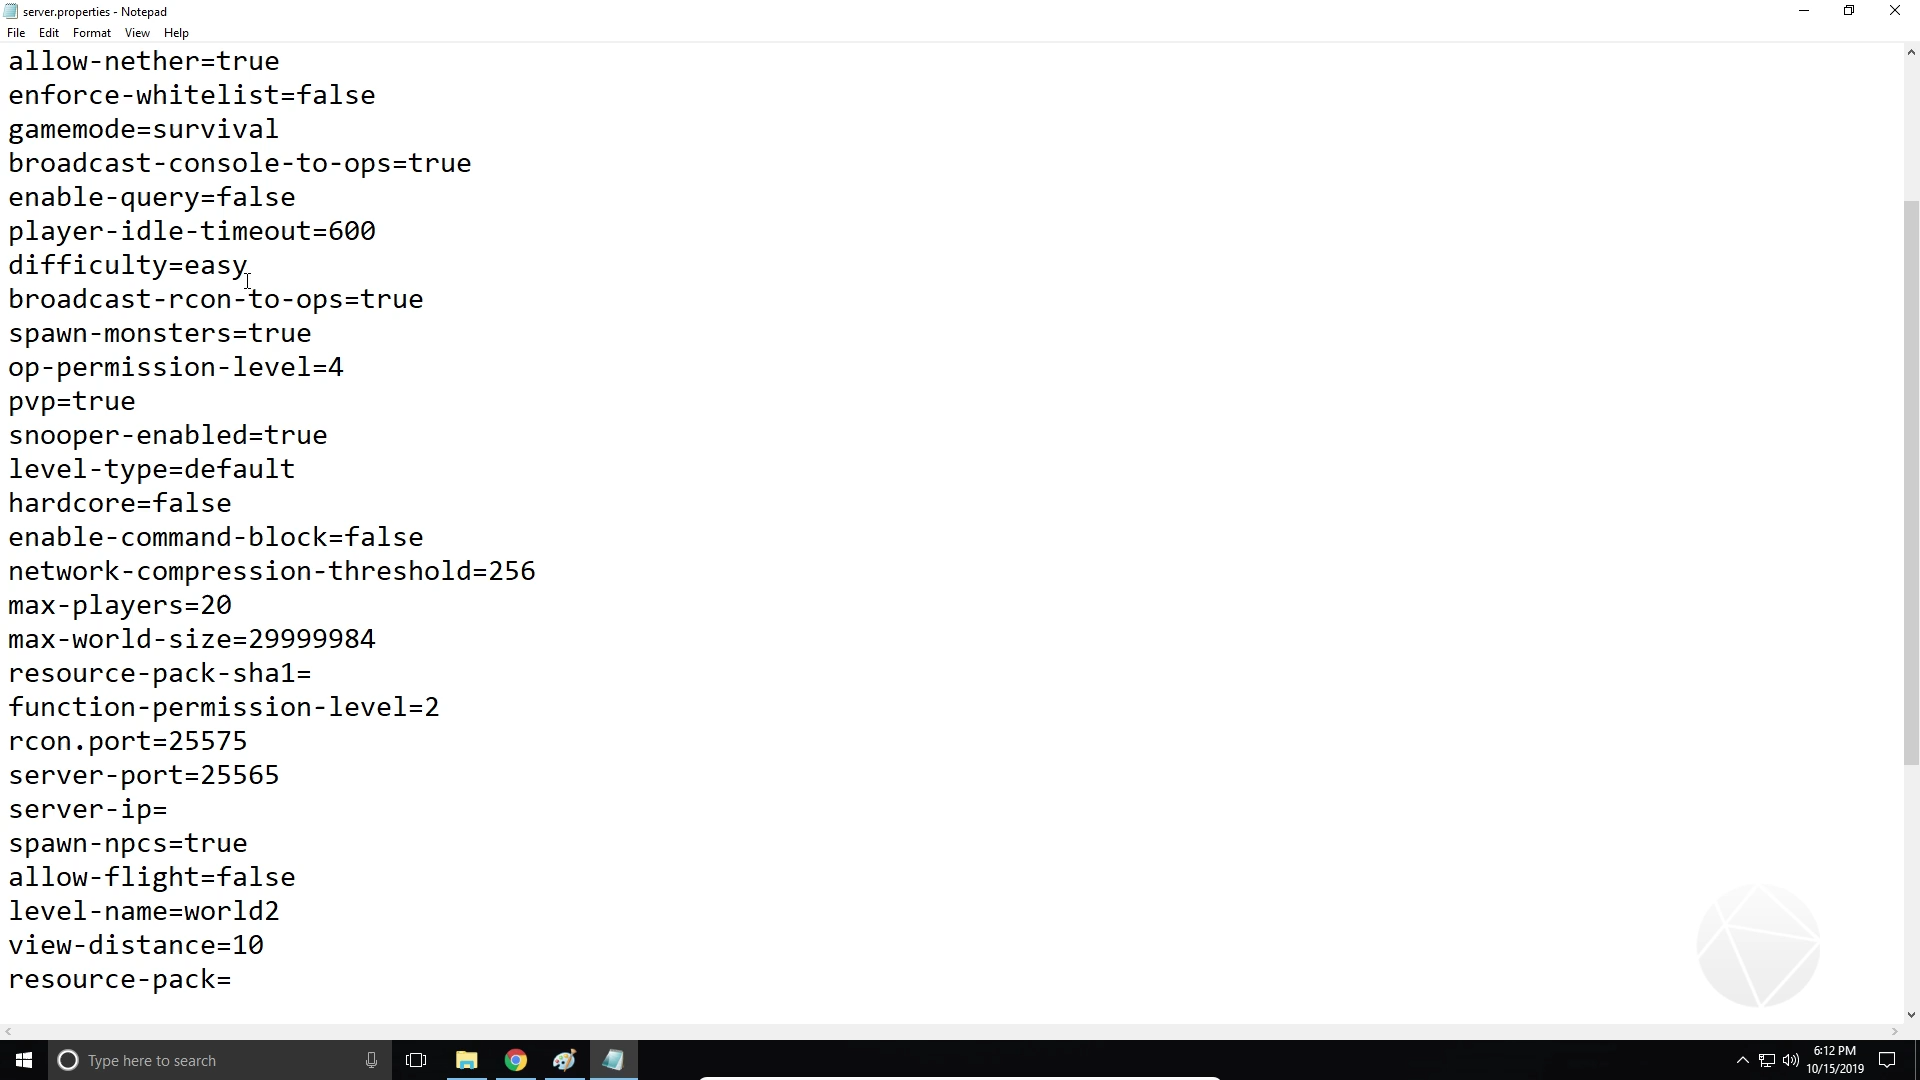 server.properties - Notepad
File Edit Format View Help
allow-nether=true
enforce-whitelist=false
gamemode=survival
broadcast-console-to-ops=true
enable-query=false
player-idle-timeout=600
difficulty=easy
broadcast-rcon-to-ops=true
spawn-monsters=true
op-permission-level=4
pvp=true
snooper-enabled=true
level-type=default
hardcore=false
enable-command-block=false
network-compression-threshold=256
max-players=20
max-world-size=29999984
resource-pack-sha1=
function-permission-level=2
rcon.port=25575
server-port=25565
server-ip=
spawn-npcs=true
allow-flight=false
level-name=world2
view-distance=10
resource-pack=
Type here to search
6:12 PM
10/15/2019